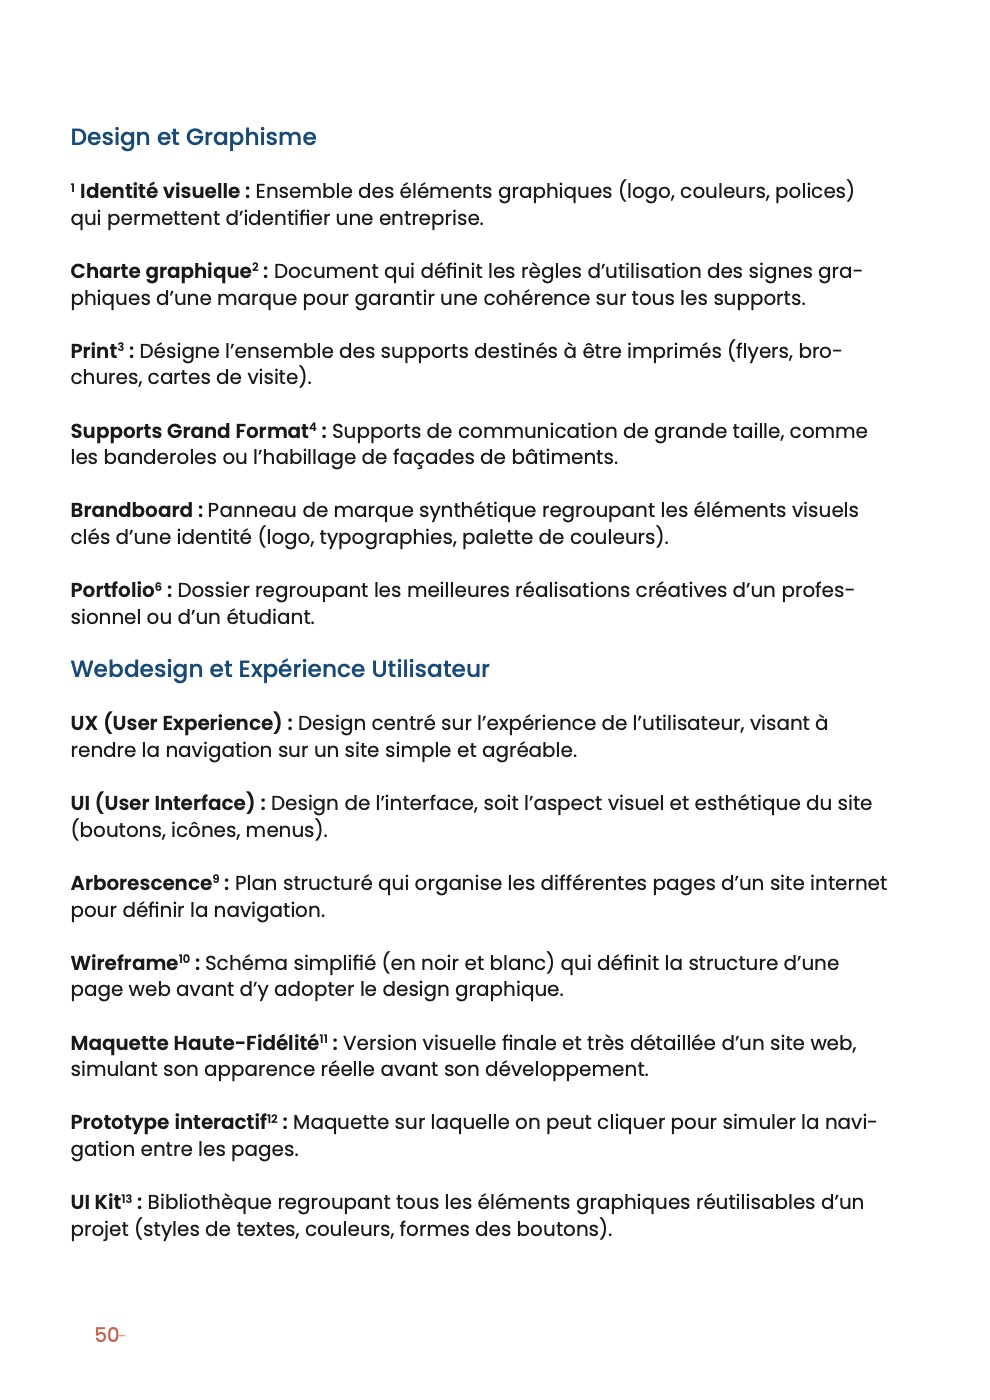 Design et Graphisme
¹ Identité visuelle : Ensemble des éléments graphiques (logo, couleurs, polices)
qui permettent d’identifier une entreprise.
Charte graphique² : Document qui définit les règles d’utilisation des signes gra-
phiques d’une marque pour garantir une cohérence sur tous les supports.
Print³ : Désigne l’ensemble des supports destinés à être imprimés (flyers, bro-
chures, cartes de visite).
Supports Grand Format⁴ : Supports de communication de grande taille, comme
les banderoles ou l’habillage de façades de bâtiments.
Brandboard : Panneau de marque synthétique regroupant les éléments visuels
clés d’une identité (logo, typographies, palette de couleurs).
Portfolio⁶ : Dossier regroupant les meilleures réalisations créatives d’un profes-
sionnel ou d’un étudiant.
Webdesign et Expérience Utilisateur
UX (User Experience) : Design centré sur l’expérience de l’utilisateur, visant à
rendre la navigation sur un site simple et agréable.
UI (User Interface) : Design de l’interface, soit l’aspect visuel et esthétique du site
(boutons, icônes, menus).
Arborescence⁹ : Plan structuré qui organise les différentes pages d’un site internet
pour définir la navigation.
Wireframe¹⁰ : Schéma simplifié (en noir et blanc) qui définit la structure d’une
page web avant d’y adopter le design graphique.
Maquette Haute-Fidélité¹¹ : Version visuelle finale et très détaillée d’un site web,
simulant son apparence réelle avant son développement.
Prototype interactif¹² : Maquette sur laquelle on peut cliquer pour simuler la navi-
gation entre les pages.
UI Kit¹³ : Bibliothèque regroupant tous les éléments graphiques réutilisables d’un
projet (styles de textes, couleurs, formes des boutons).
50-